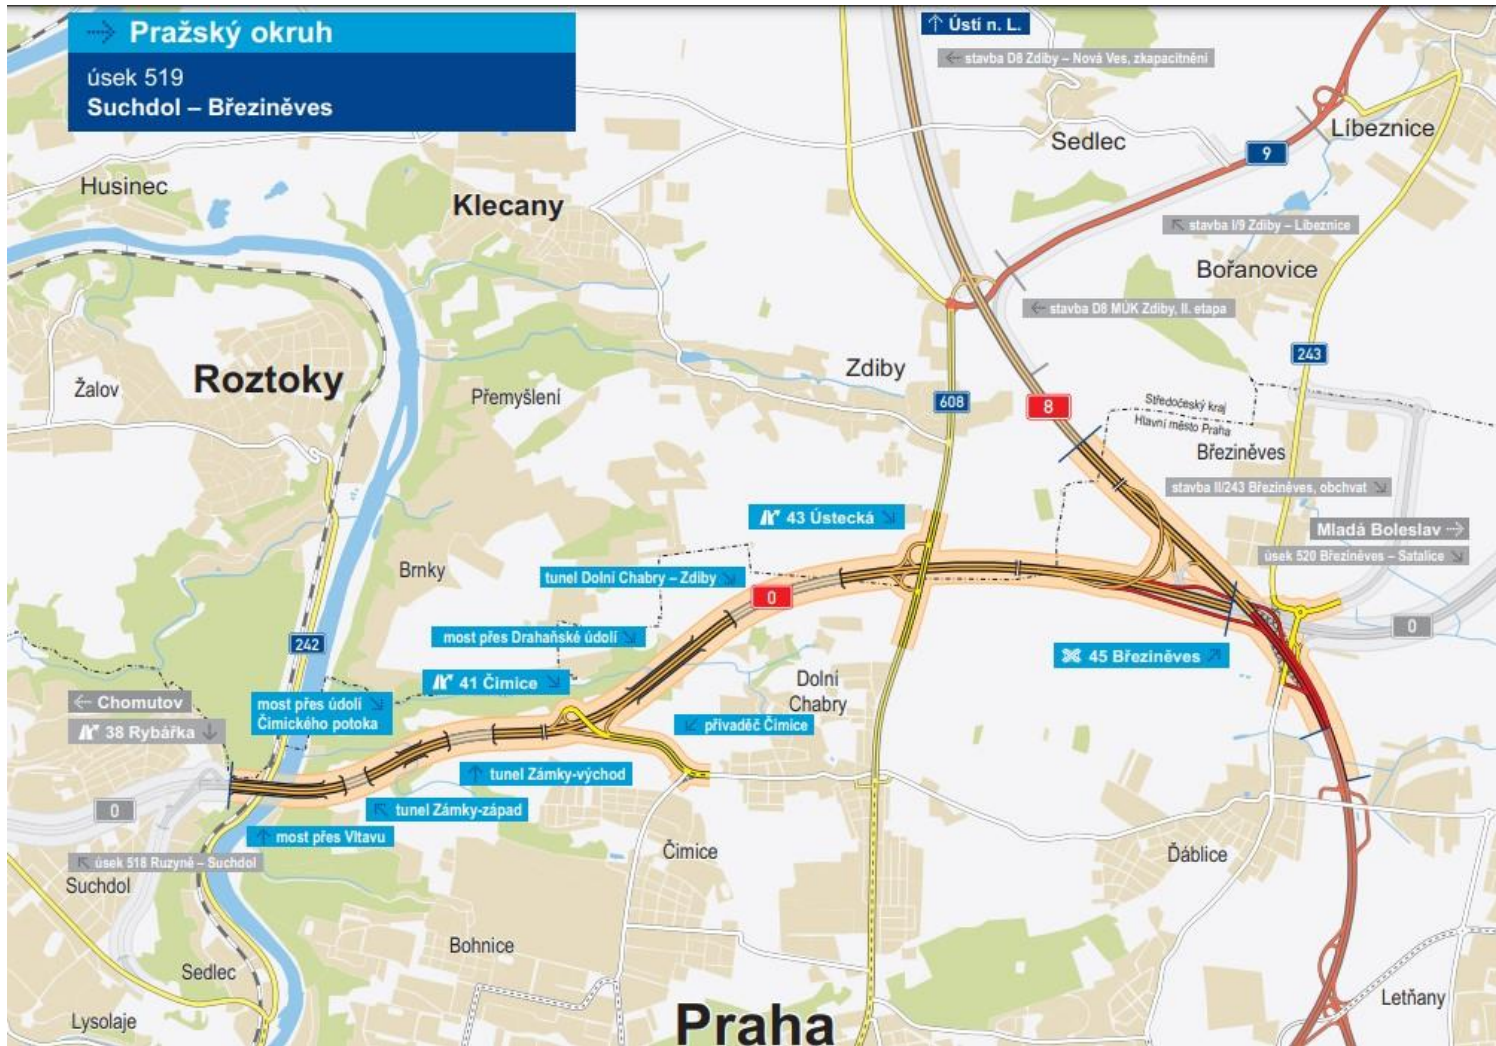 Pražský okruh
úsek 519
Suchdol – Březiněves
Ústí n. L.
stavba D8 Zdiby – Nová Ves, zkapacitnění
Sedlec
Líbeznice
9
Husinec
Klecany
stavba I/9 Zdiby – Líbeznice
Bořanovice
stavba D8 MÚK Zdiby, II. etapa
Roztoky
Žalov
Přemyšlení
Zdiby
243
608
8
Středočeský kraj
Hlavní město Praha
Březiněves
stavba II/243 Březiněves, obchvat
43 Ústecká
Mladá Boleslav
úsek 520 Březiněves – Satalice
Brnky
tunel Dolní Chabry – Zdiby
0
0
242
most přes Drahaňské údolí
45 Březiněves
41 Čimice
Dolní
Chabry
Chomutov
38 Rybářka
most přes údolí
Čimického potoka
přivaděč Čimice
tunel Zámky-východ
0
tunel Zámky-západ
most přes Vltavu
Čimice
Ďáblice
úsek 518 Ruzyně – Suchdol
Suchdol
Bohnice
Sedlec
Letňany
Lysolaje
Praha